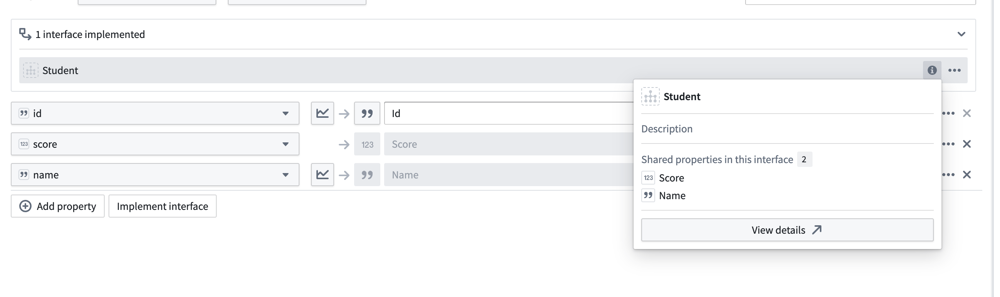 1 interface implemented
Student
id
Id
123 score
123 Score
name
Name
Add property
Implement interface
Student
Description
Shared properties in this interface 2
123 Score
Name
View details